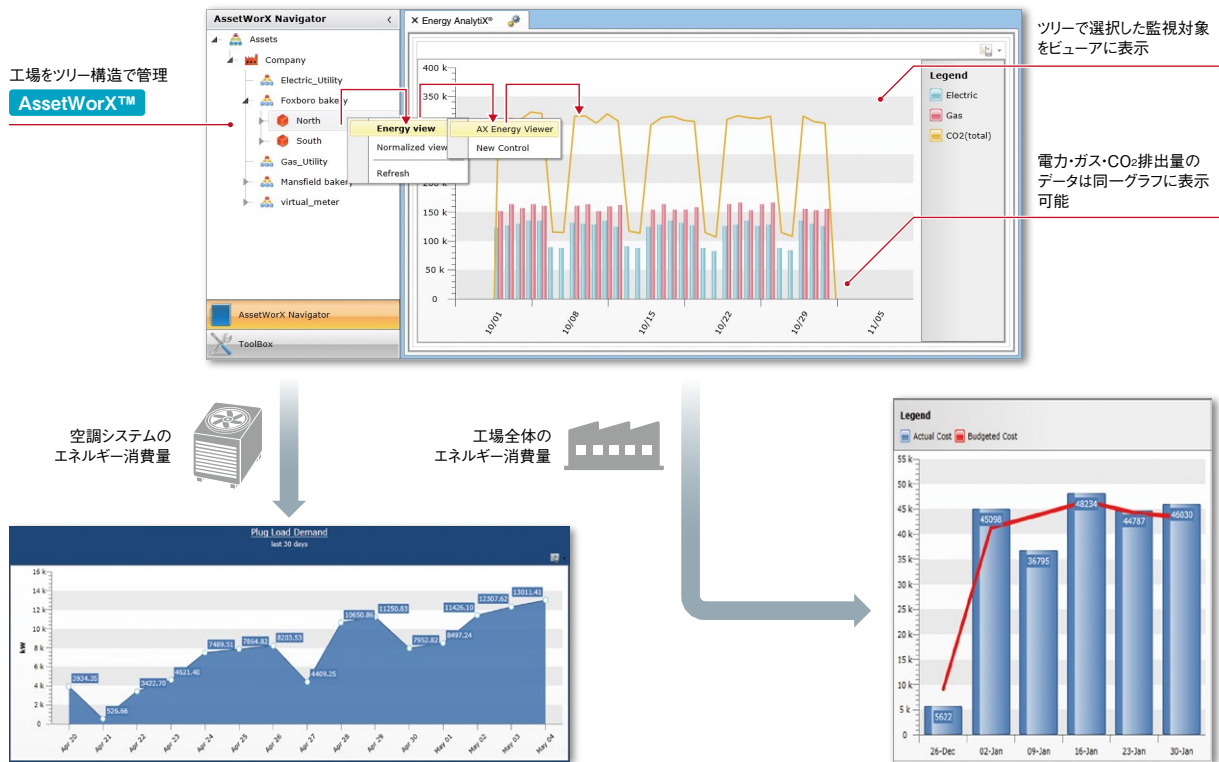 AssetWorX Navigator
Assets
Company
Electric_Utility
Foxboro bakery
North
South
Gas_Utility
Mansfield bakery
virtual_meter
AssetWorX Navigator
ToolBox
Energy view
Normalized view
Refresh
AX Energy Viewer
New Control
× Energy AnalytiX®
400 k
350 k
200 k
150 k
100 k
50 k
0
10/01
10/08
10/15
10/22
10/29
11/05
Legend
Electric
Gas
CO2(total)
工場をツリー構造で管理
AssetWorX™
ツリーで選択した監視対象
をビューアに表示
電力・ガス・CO₂排出量の
データは同一グラフに表示
可能
空調システムの
エネルギー消費量
工場全体の
エネルギー消費量
Plug Load Demand
last 30 days
kW
16 k
14 k
12 k
10 k
8 k
6 k
4 k
2 k
0
3934.35
526.66
3422.70
4621.40
7489.51
7864.82
8203.53
4409.25
10650.86
11250.83
7952.82
8497.24
11426.10
12307.62
13011.41
Apr 20
Apr 21
Apr 22
Apr 23
Apr 24
Apr 25
Apr 26
Apr 27
Apr 28
Apr 29
Apr 30
May 01
May 02
May 03
May 04
Legend
Actual Cost
Budgeted Cost
55 k
50 k
45 k
40 k
35 k
30 k
25 k
20 k
15 k
10 k
5 k
0
5622
45098
36795
48234
44787
46030
26-Dec
02-Jan
09-Jan
16-Jan
23-Jan
30-Jan